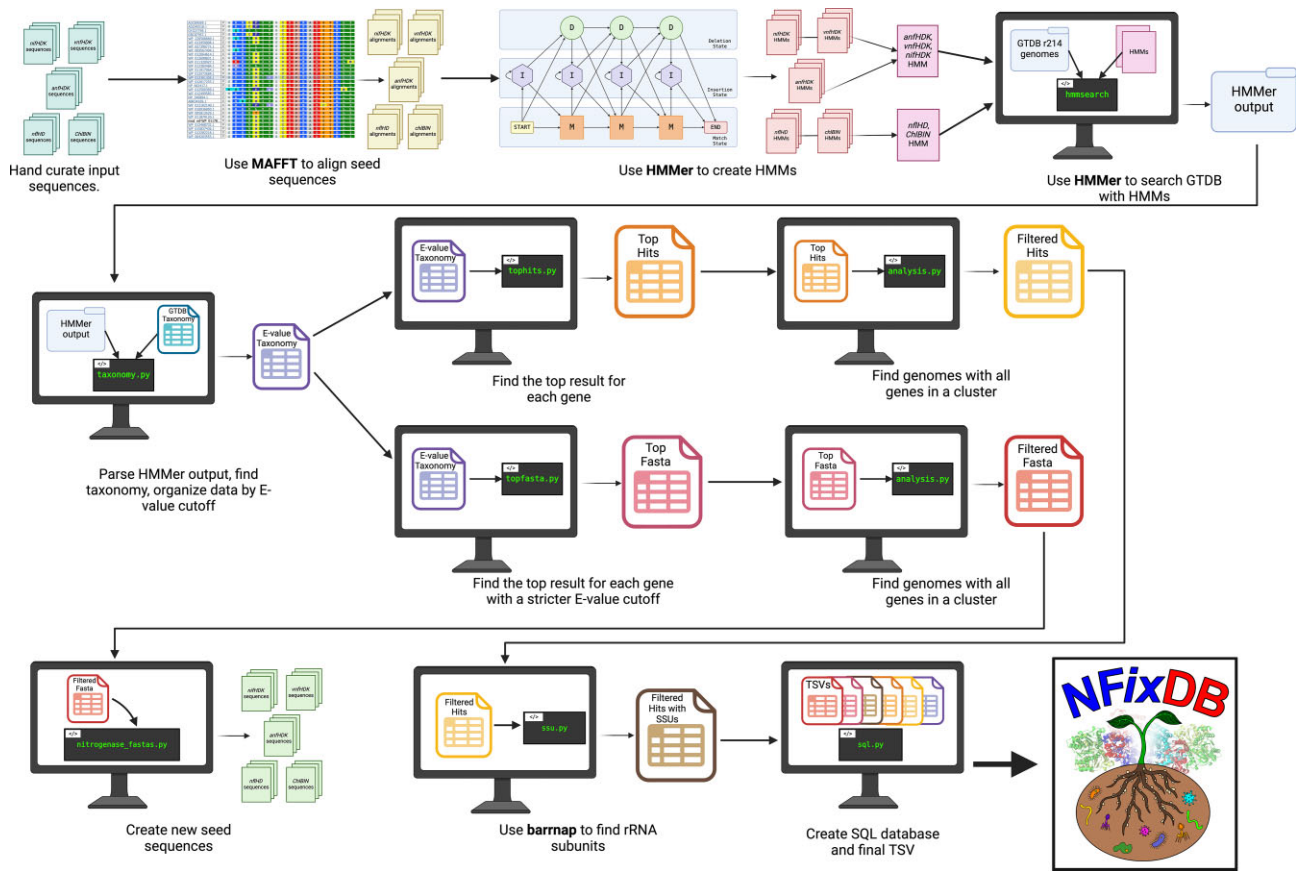 nifHDK
sequences
vnfHDK
sequences
anfHDK
sequences
nflHD
sequences
ChlBIN
sequences
Hand curate input
sequences.
nifHDK
alignments
vnfHDK
alignments
anfHDK
alignments
nflHD
alignments
chlBIN
alignments
Use MAFFT to align seed
sequences
D
D
D
D
Deletion
State
I
I
I
I
Insertion
State
START
M
M
M
END
Match
State
Use HMMer to create HMMs
nifHDK
HMMs
vnfHDK
HMMs
anfHDK
HMMs
nflHD
HMMs
chlBIN
HMMs
anfHDK,
vnfHDK,
nifHDK
HMM
nflHD,
ChlBIN
HMM
GTDB r214
genomes
HMMs
</>
hmmsearch
Use HMMer to search GTDB
with HMMs
HMMer
output
HMMer
output
GTDB
Taxonomy
</>
taxonomy.py
Parse HMMer output, find
taxonomy, organize data by E-
value cutoff
E-value
Taxonomy
E-value
Taxonomy
</>
tophits.py
Find the top result for
each gene
Top
Hits
Top
Hits
</>
analysis.py
Find genomes with all
genes in a cluster
Filtered
Hits
E-value
Taxonomy
</>
topfasta.py
Find the top result for each gene
with a stricter E-value cutoff
Top
Fasta
Top
Fasta
</>
analysis.py
Find genomes with all
genes in a cluster
Filtered
Fasta
Filtered
Fasta
</>
nitrogenase_fastas.py
Create new seed
sequences
nifHDK
sequences
vnfHDK
sequences
anfHDK
sequences
nflHD
sequences
ChlBIN
sequences
Filtered
Hits
</>
ssu.py
Use barrnap to find rRNA
subunits
Filtered
Hits with
SSUs
TSVs
</>
sql.py
Create SQL database
and final TSV
NFixDB